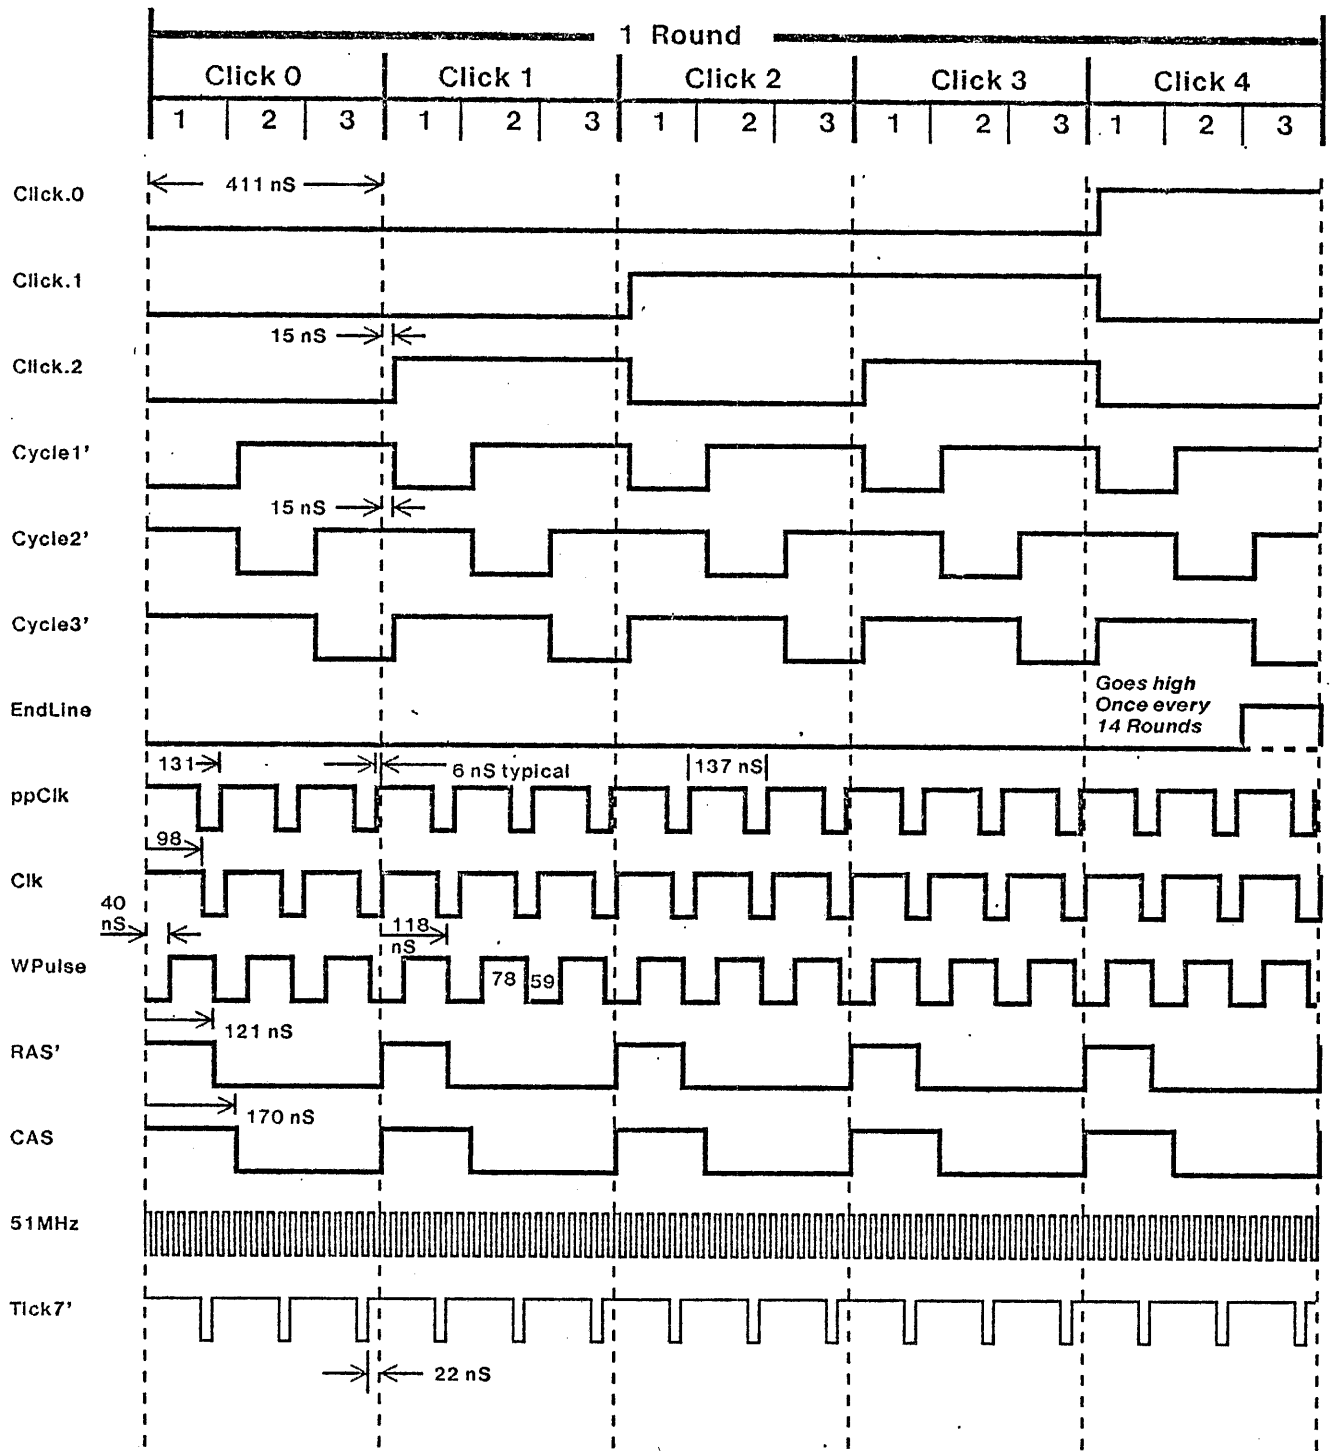 1 Round
Click 0 Click 1 Click 2 Click 3 Click 4
1 2 3 1 2 3 1 2 3 1 2 3 1 2 3
Click.0
411 nS
Click.1
15 nS
Click.2
Cycle1'
15 nS
Cycle2'
Cycle3'
Goes high
Once every
14 Rounds
EndLine
131
6 nS typical
137 nS
ppClk
98
Clk
40
nS
118
nS
WPulse
78 59
121 nS
RAS'
170 nS
CAS
51MHz
Tick7'
22 nS